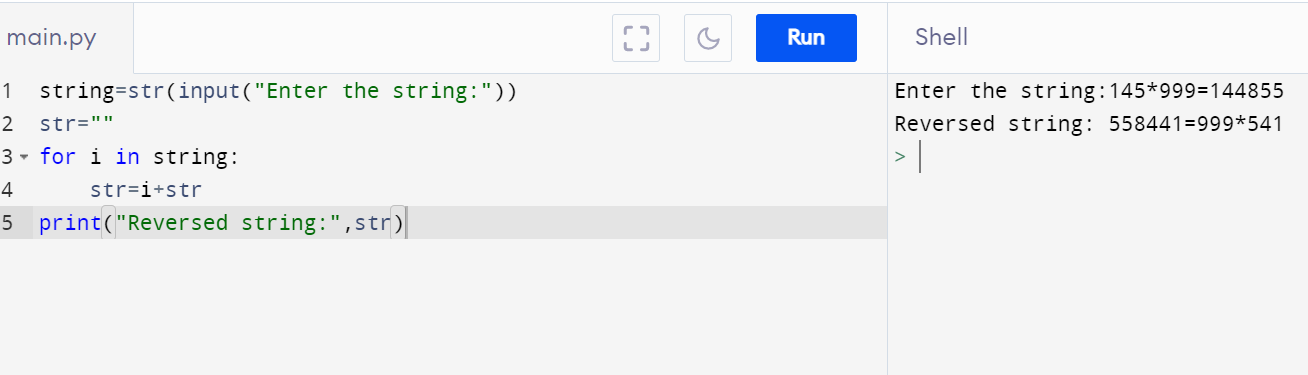 main.py
Run
Shell
1 string=str(input("Enter the string:"))
2 str=""
3 for i in string:
4     str=i+str
5 print("Reversed string:",str)
Enter the string:145*999=144855
Reversed string: 558441=999*541
>